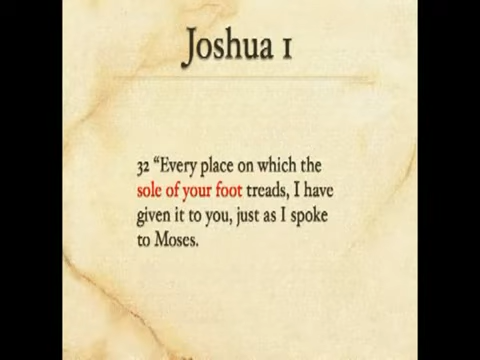 Joshua 1
32 “Every place on which the
sole of your foot treads, I have
given it to you, just as I spoke
to Moses.